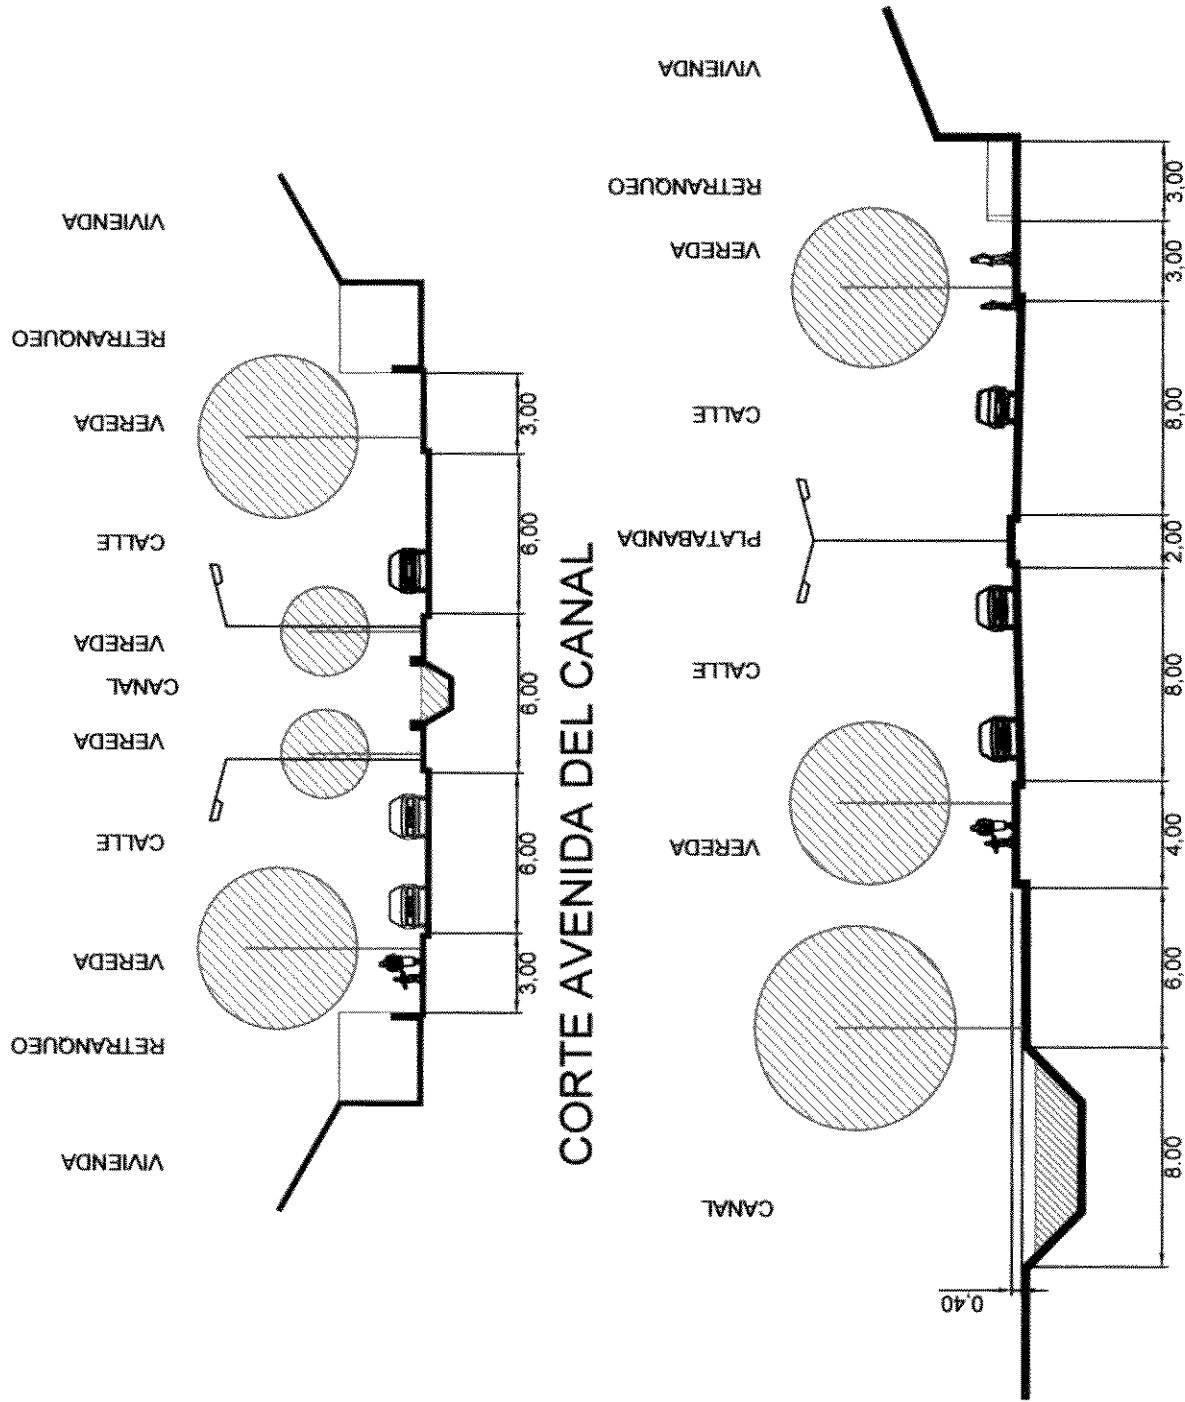 VIVIENDA
RETRANQUEO
VEREDA
CALLE
VEREDA
CANAL
VEREDA
CALLE
VEREDA
RETRANQUEO
VIVIENDA
3,00
6,00
6,00
6,00
3,00
CORTE AVENIDA DEL CANAL
CANAL
VEREDA
CALLE
PLATABANDA
CALLE
VEREDA
RETRANQUEO
VIVIENDA
0,40
8.00
6,00
4,00
8,00
2,00
8,00
3,00
3,00